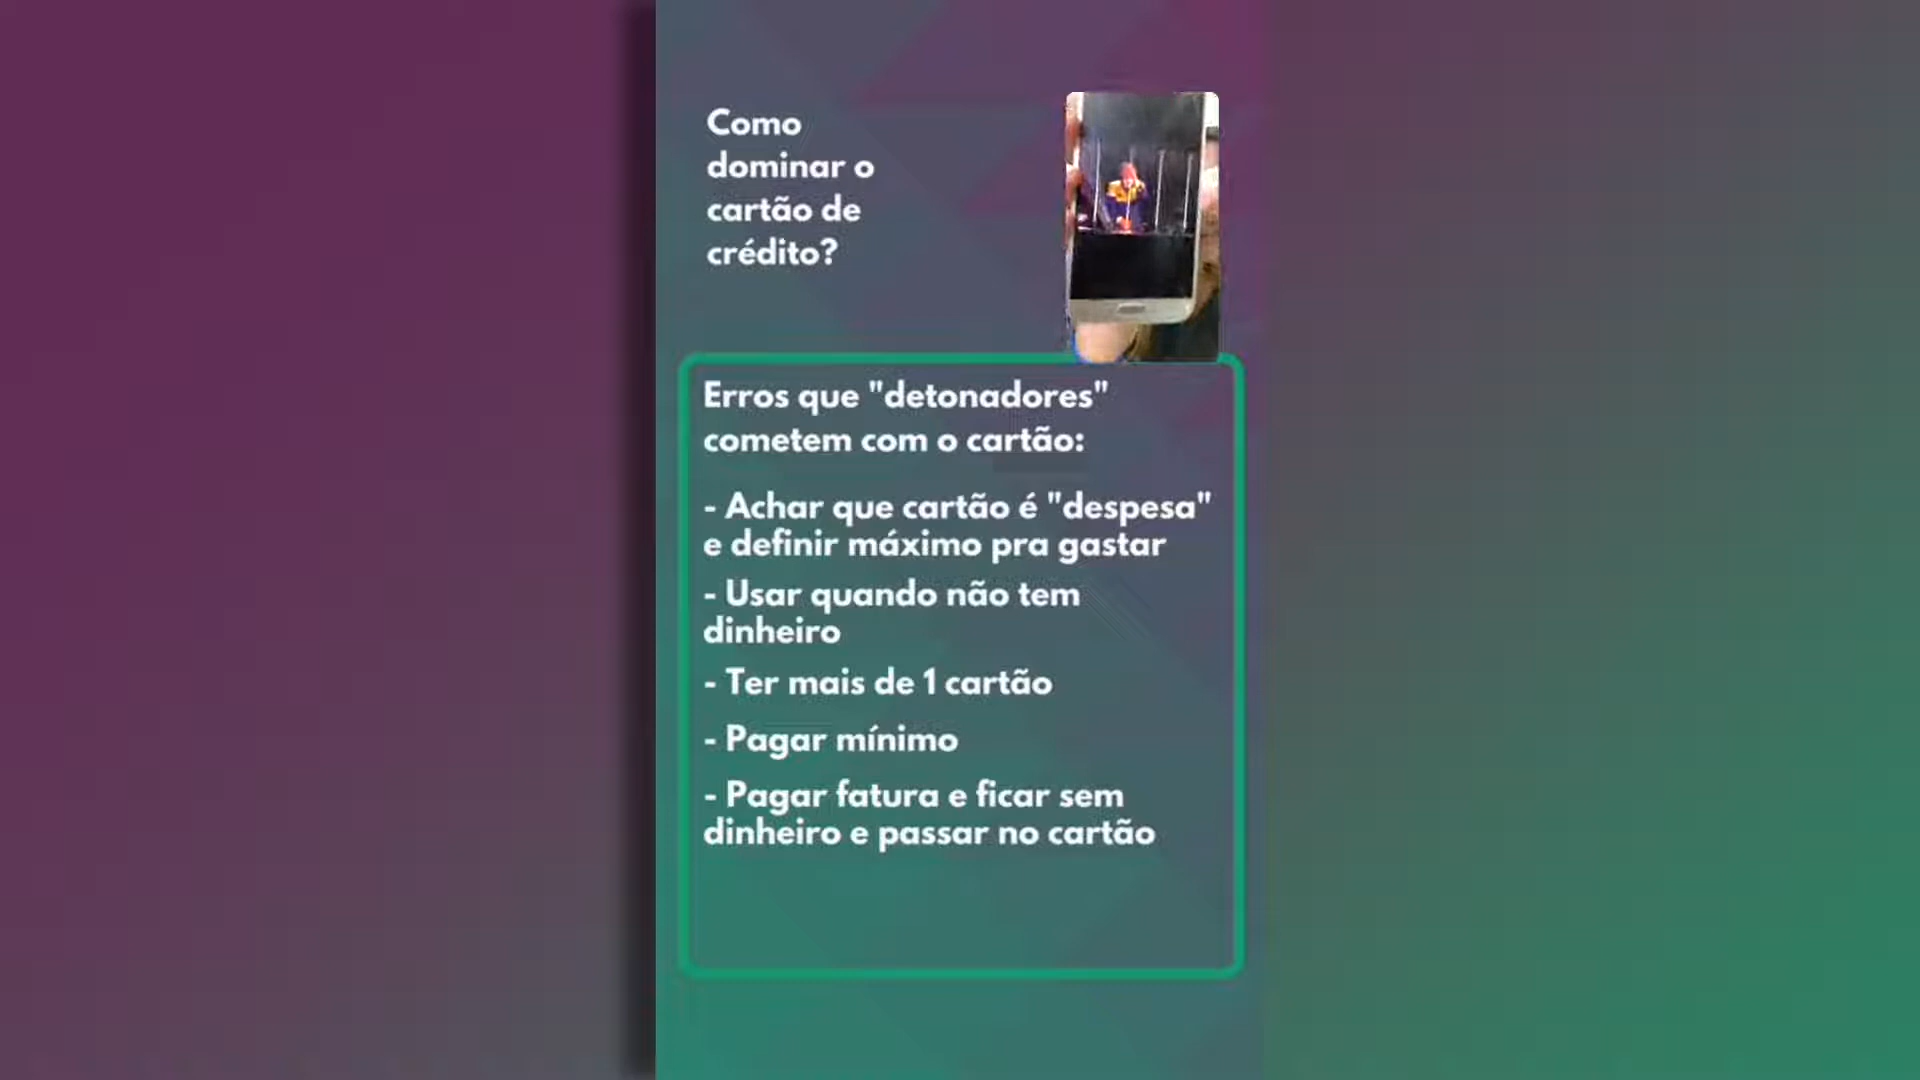 Como
dominar o
cartão de
crédito?
Erros que "detonadores"
cometem com o cartão:
- Achar que cartão é "despesa"
e definir máximo pra gastar
- Usar quando não tem
dinheiro
- Ter mais de 1 cartão
- Pagar mínimo
- Pagar fatura e ficar sem
dinheiro e passar no cartão